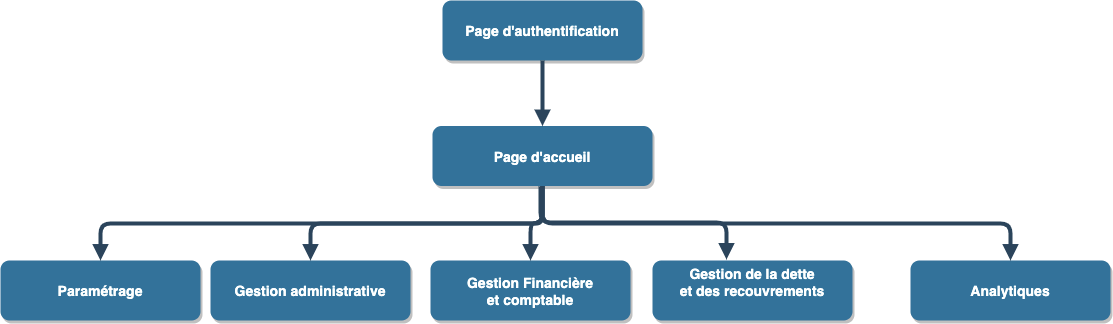 Page d'authentification
Page d'accueil
Paramétrage
Gestion administrative
Gestion Financière
et comptable
Gestion de la dette
et des recouvrements
Analytiques